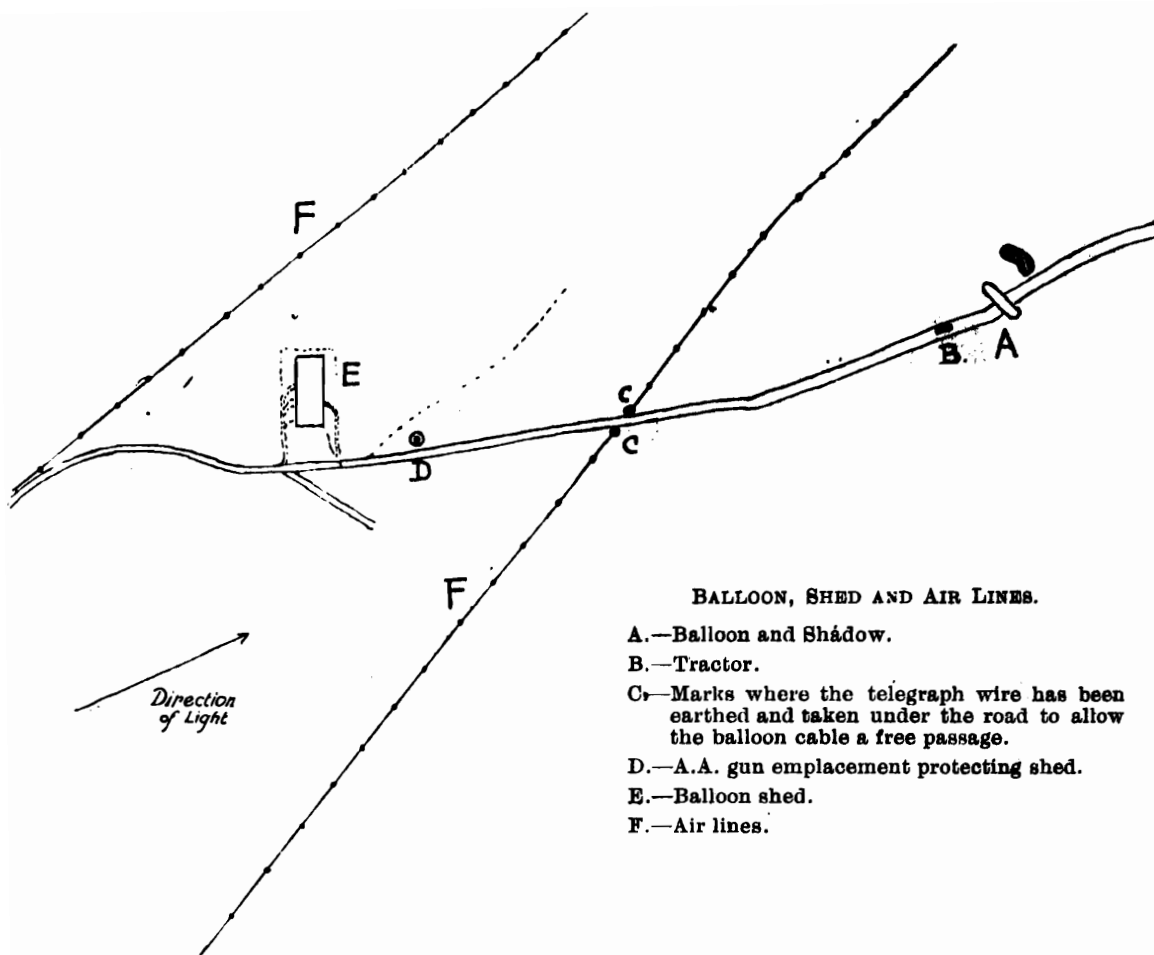 F
E
A
B.
C
C
D
F
Direction
of Light
BALLOON, SHED AND AIR LINES.
A.—Balloon and Shádow.
B.—Tractor.
C,—Marks where the telegraph wire has been
earthed and taken under the road to allow
the balloon cable a free passage.
D.—A.A. gun emplacement protecting shed.
E.—Balloon shed.
F.—Air lines.